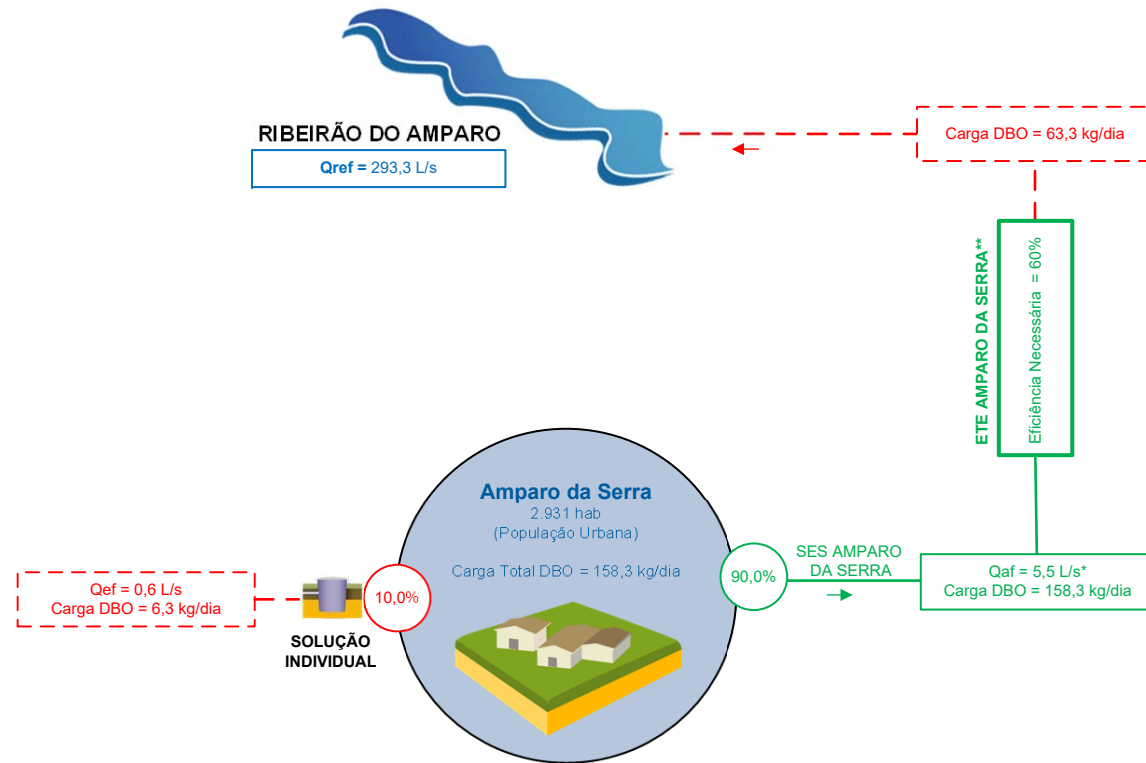 RIBEIRÃO DO AMPARO
Qref = 293,3 L/s
Carga DBO = 63,3 kg/dia
ETE AMPARO DA SERRA**
Eficiência Necessária = 60%
Amparo da Serra
2.931 hab
(População Urbana)
Carga Total DBO = 158,3 kg/dia
90,0%
SES AMPARO
DA SERRA
Qaf = 5,5 L/s*
Carga DBO = 158,3 kg/dia
Qef = 0,6 L/s
Carga DBO = 6,3 kg/dia
10,0%
SOLUÇÃO
INDIVIDUAL